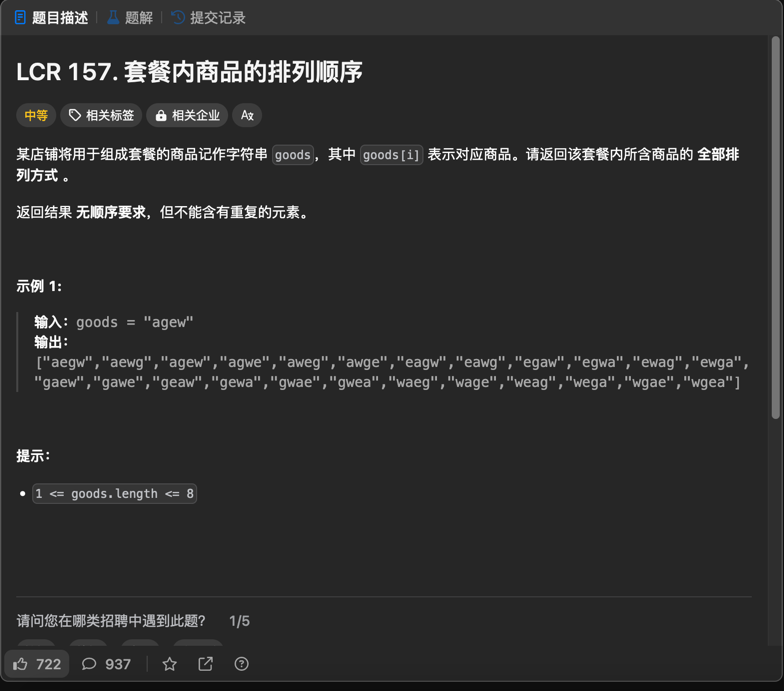 题目描述 | 题解 | 提交记录
LCR 157. 套餐内商品的排列顺序
中等 相关标签 相关企业
某店铺将用于组成套餐的商品记作字符串 goods，其中 goods[i] 表示对应商品。请返回该套餐内所含商品的 全部排
列方式 。
返回结果 无顺序要求，但不能含有重复的元素。
示例 1:
输入：goods = "agew"
输出：
["aegw","aewg","agew","agwe","aweg","awge","eagw","eawg","egaw","egwa","ewag","ewga",
"gaew","gawe","geaw","gewa","gwae","gwea","waeg","wage","weag","wega","wgae","wgea"]
提示：
• 1 <= goods.length <= 8
请问您在哪类招聘中遇到此题？ 1/5
722 937